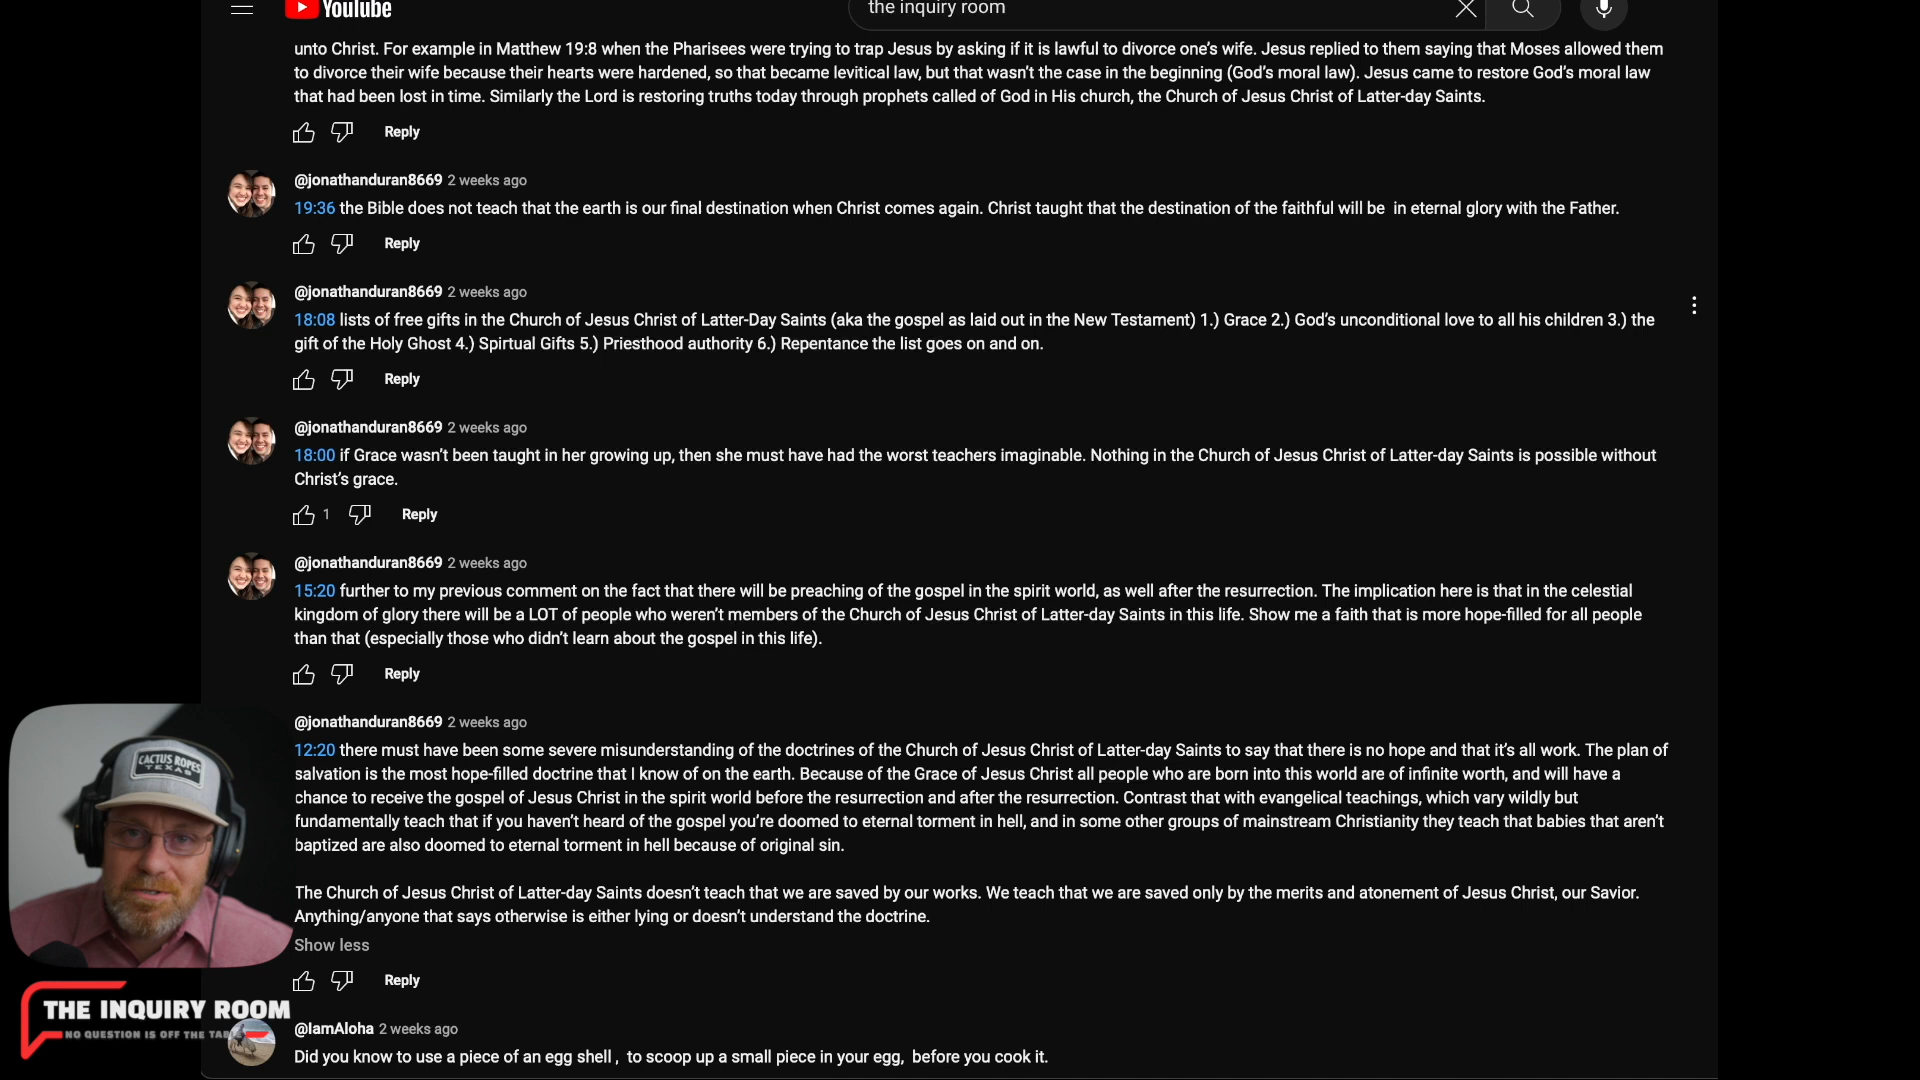 YouTube
the inquiry room
unto Christ. For example in Matthew 19:8 when the Pharisees were trying to trap Jesus by asking if it is lawful to divorce one's wife. Jesus replied to them saying that Moses allowed them
to divorce their wife because their hearts were hardened, so that became levitical law, but that wasn't the case in the beginning (God's moral law). Jesus came to restore God's moral law
that had been lost in time. Similarly the Lord is restoring truths today through prophets called of God in His church, the Church of Jesus Christ of Latter-day Saints.
Reply
@jonathanduran8669 2 weeks ago
19:36 the Bible does not teach that the earth is our final destination when Christ comes again. Christ taught that the destination of the faithful will be in eternal glory with the Father.
Reply
@jonathanduran8669 2 weeks ago
18:08 lists of free gifts in the Church of Jesus Christ of Latter-Day Saints (aka the gospel as laid out in the New Testament) 1.) Grace 2.) God's unconditional love to all his children 3.) the
gift of the Holy Ghost 4.) Spirtual Gifts 5.) Priesthood authority 6.) Repentance the list goes on and on.
Reply
@jonathanduran8669 2 weeks ago
18:00 if Grace wasn't been taught in her growing up, then she must have had the worst teachers imaginable. Nothing in the Church of Jesus Christ of Latter-day Saints is possible without
Christ's grace.
1 Reply
@jonathanduran8669 2 weeks ago
15:20 further to my previous comment on the fact that there will be preaching of the gospel in the spirit world, as well after the resurrection. The implication here is that in the celestial
kingdom of glory there will be a LOT of people who weren't members of the Church of Jesus Christ of Latter-day Saints in this life. Show me a faith that is more hope-filled for all people
than that (especially those who didn't learn about the gospel in this life).
Reply
@jonathanduran8669 2 weeks ago
12:20 there must have been some severe misunderstanding of the doctrines of the Church of Jesus Christ of Latter-day Saints to say that there is no hope and that it's all work. The plan of
salvation is the most hope-filled doctrine that I know of on the earth. Because of the Grace of Jesus Christ all people who are born into this world are of infinite worth, and will have a
chance to receive the gospel of Jesus Christ in the spirit world before the resurrection and after the resurrection. Contrast that with evangelical teachings, which vary wildly but
fundamentally teach that if you haven't heard of the gospel you're doomed to eternal torment in hell, and in some other groups of mainstream Christianity they teach that babies that aren't
baptized are also doomed to eternal torment in hell because of original sin.
The Church of Jesus Christ of Latter-day Saints doesn't teach that we are saved by our works. We teach that we are saved only by the merits and atonement of Jesus Christ, our Savior.
Anything/anyone that says otherwise is either lying or doesn't understand the doctrine.
Show less
Reply
@IamAloha 2 weeks ago
Did you know to use a piece of an egg shell , to scoop up a small piece in your egg, before you cook it.
CACTUS ROPES
TEXAS
THE INQUIRY ROOM
NO QUESTION IS OFF THE